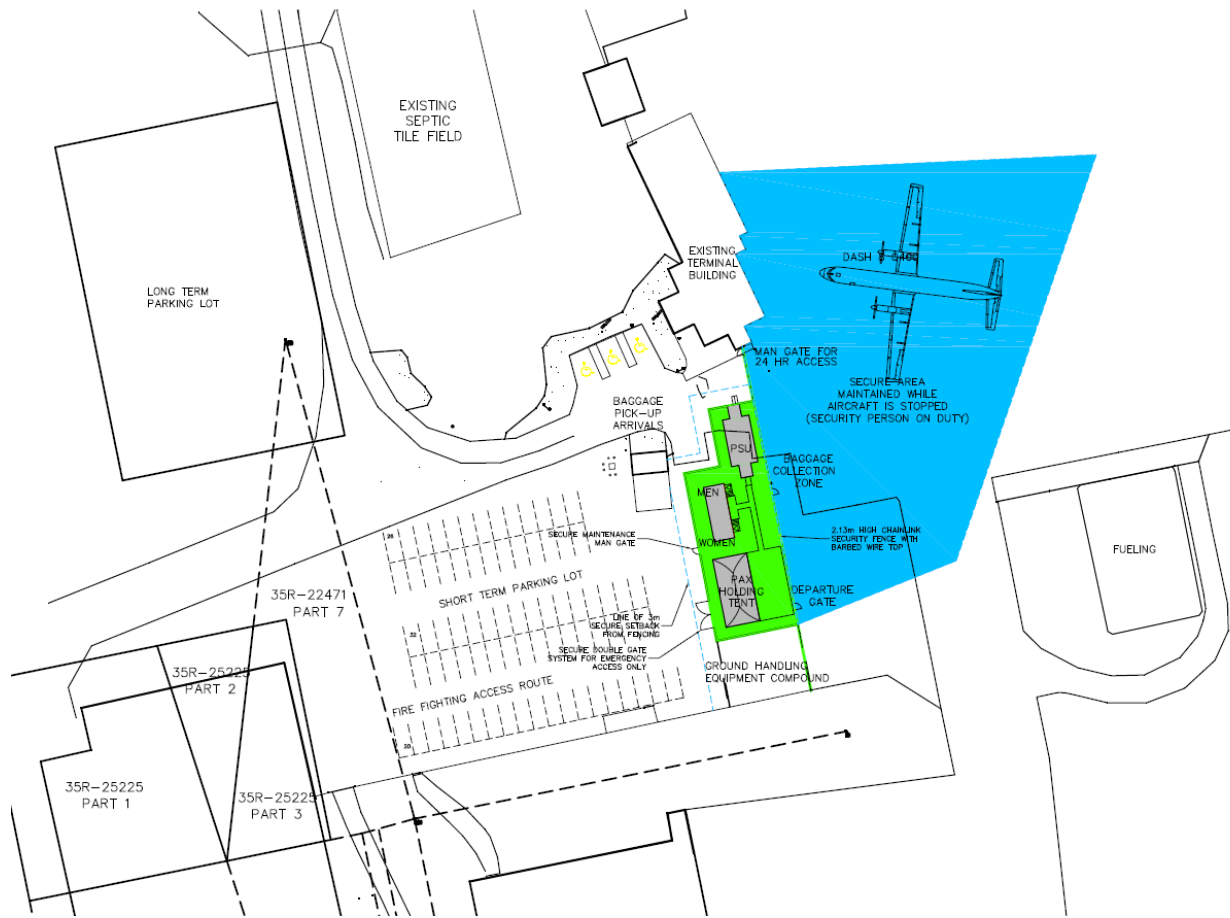 EXISTING
SEPTIC
TILE FIELD
LONG TERM
PARKING LOT
EXISTING
TERMINAL
BUILDING
DASH 8
MAN GATE FOR
24 HR ACCESS
SECURE AREA
MAINTAINED WHILE
AIRCRAFT IS STOPPED
(SECURITY PERSON ON DUTY)
BAGGAGE
PICK-UP
ARRIVALS
PSU
BAGGAGE
COLLECTION
ZONE
MEN
WOMEN
SECURE MAINTENANCE
MAN GATE
2.13m HIGH CHAINLINK
SECURITY FENCE WITH
BARBED WIRE TOP
FUELING
26
SHORT TERM PARKING LOT
35R-22471
PART 7
PAX
HOLDING
TENT
DEPARTURE
GATE
LINE OF 3m
SECURE SETBACK
FROM FENCING
32
SECURE DOUBLE GATE
SYSTEM FOR EMERGENCY
ACCESS ONLY
GROUND HANDLING
EQUIPMENT COMPOUND
35R-25225
PART 2
FIRE FIGHTING ACCESS ROUTE
35R-25225
PART 1
35R-25225
PART 3